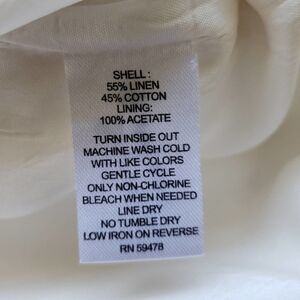 SHELL :
55% LINEN
45% COTTON
LINING:
100% ACETATE
TURN INSIDE OUT
MACHINE WASH COLD
WITH LIKE COLORS
GENTLE CYCLE
ONLY NON-CHLORINE
BLEACH WHEN NEEDED
LINE DRY
NO TUMBLE DRY
LOW IRON ON REVERSE
RN 59478